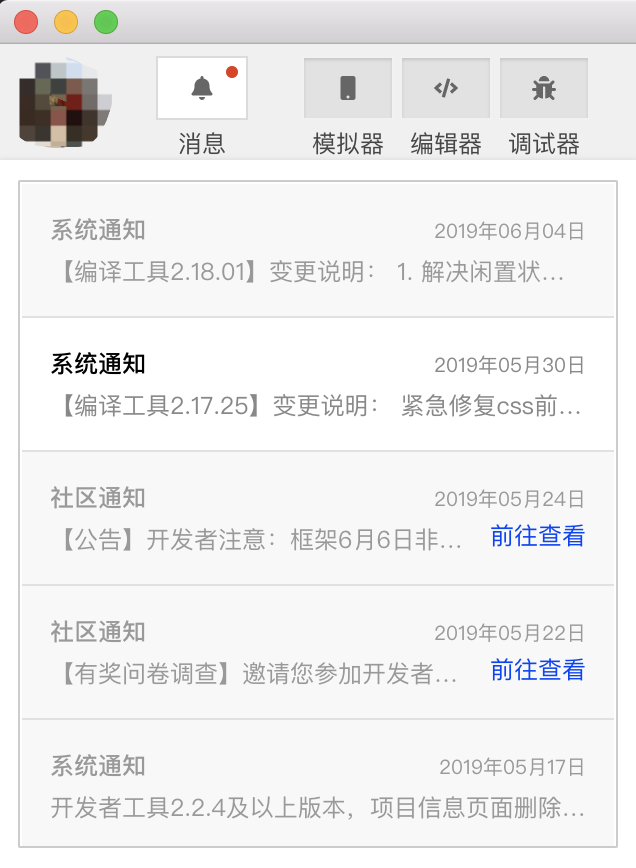 消息
模拟器
编辑器
调试器
系统通知 2019年06月04日
【编译工具2.18.01】变更说明： 1. 解决闲置状...
系统通知 2019年05月30日
【编译工具2.17.25】变更说明： 紧急修复css前...
社区通知 2019年05月24日
【公告】开发者注意：框架6月6日非... 前往查看
社区通知 2019年05月22日
【有奖问卷调查】邀请您参加开发者... 前往查看
系统通知 2019年05月17日
开发者工具2.2.4及以上版本，项目信息页面删除...